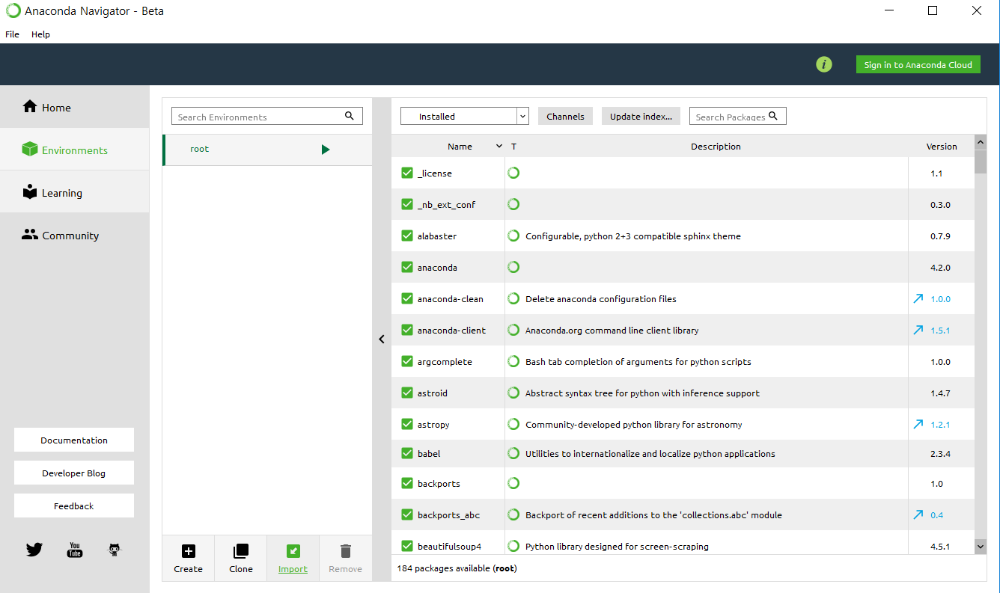 Anaconda Navigator - Beta
File Help
i Sign in to Anaconda Cloud
Home
Environments
Learning
Community
Documentation
Developer Blog
Feedback
You Tube
Search Environments
root
Create Clone Import Remove
Installed Channels Update index... Search Packages
Name T Description Version
_license 1.1
_nb_ext_conf 0.3.0
alabaster Configurable, python 2+3 compatible sphinx theme 0.7.9
anaconda 4.2.0
anaconda-clean Delete anaconda configuration files 1.0.0
anaconda-client Anaconda.org command line client library 1.5.1
argcomplete Bash tab completion of arguments for python scripts 1.0.0
astroid Abstract syntax tree for python with inference support 1.4.7
astropy Community-developed python library for astronomy 1.2.1
babel Utilities to internationalize and localize python applications 2.3.4
backports 1.0
backports_abc Backport of recent additions to the 'collections.abc' module 0.4
beautifulsoup4 Python library designed for screen-scraping 4.5.1
184 packages available (root)